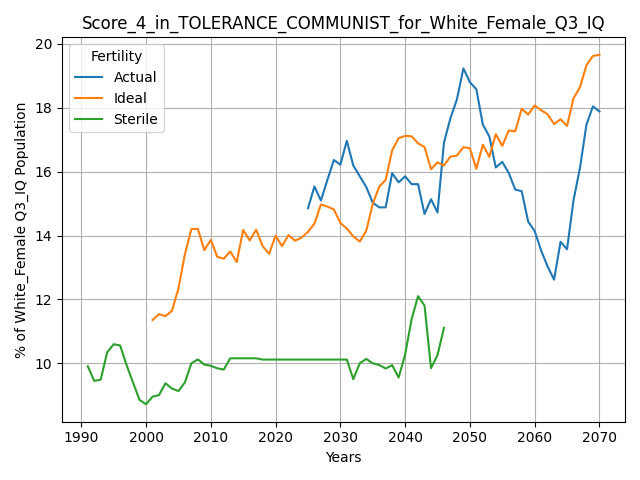 Score_4_in_TOLERANCE_COMMUNIST_for_White_Female_Q3_IQ
Fertility
Actual
Ideal
Sterile
% of White_Female Q3_IQ Population
20
18
16
14
12
10
1990 2000 2010 2020 2030 2040 2050 2060 2070
Years